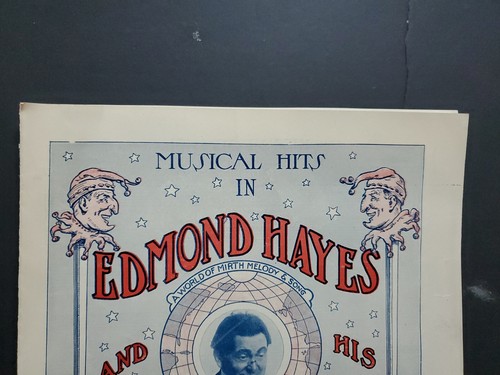 MUSICAL HITS
IN
EDMOND HAYES
A WORLD OF MIRTH MELODY & SONG
AND HIS